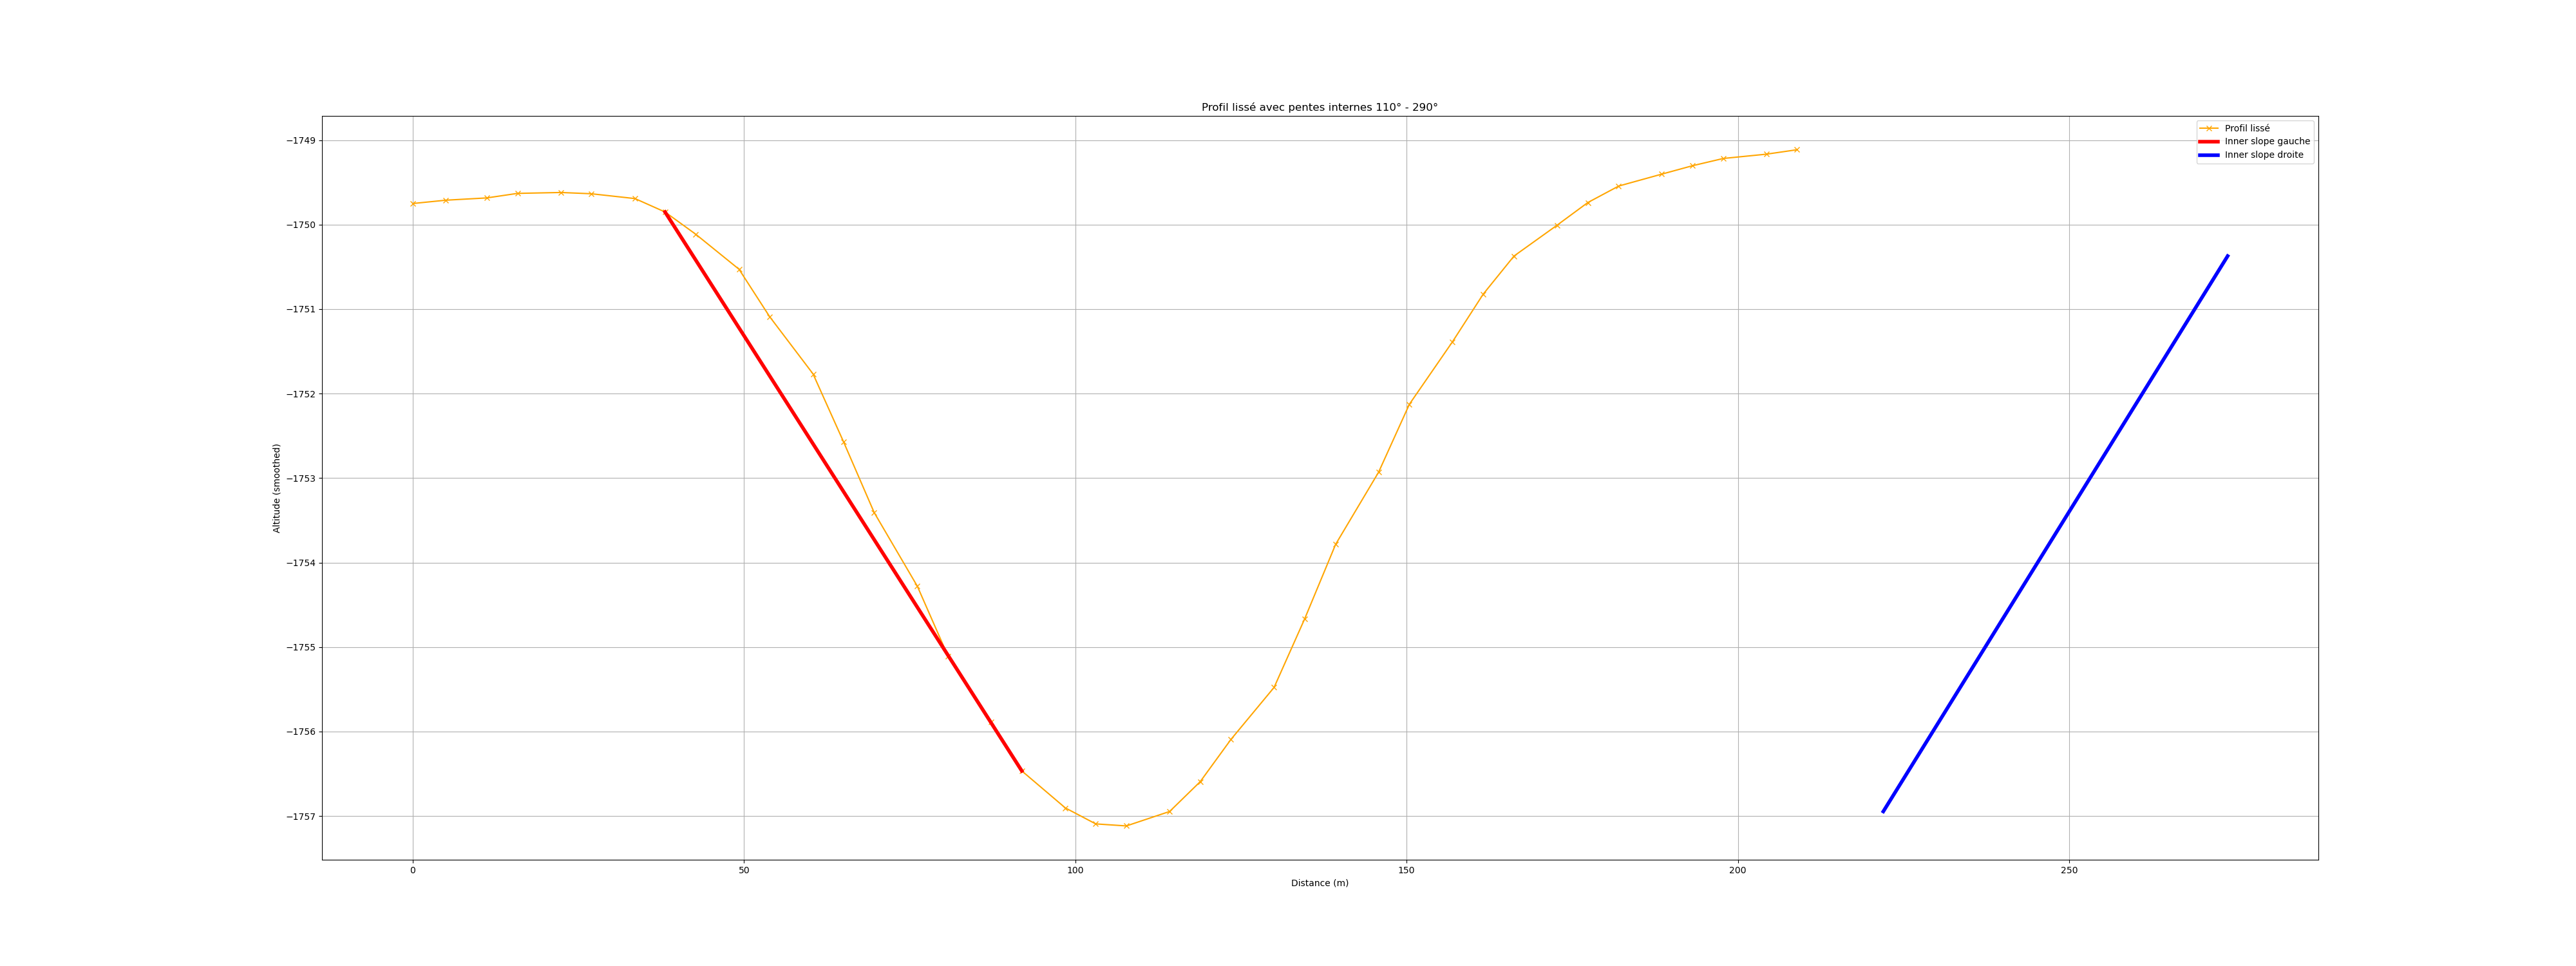 Profil lissé avec pentes internes 110° - 290°
Profil lissé
Inner slope gauche
Inner slope droite
−1749
−1750
−1751
−1752
−1753
−1754
−1755
−1756
−1757
Altitude (smoothed)
0
50
100
150
200
250
Distance (m)